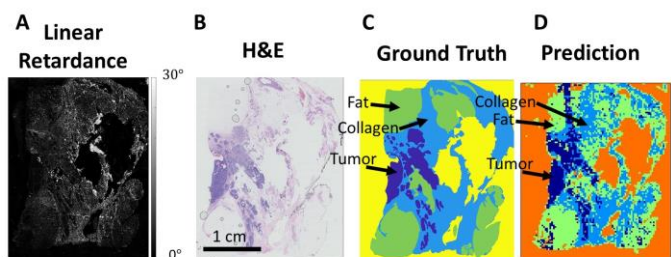 A
Linear
Retardance
30°
0°
B
H&E
1 cm
C
Ground Truth
Fat
Collagen
Tumor
D
Prediction
Collagen
Fat
Tumor